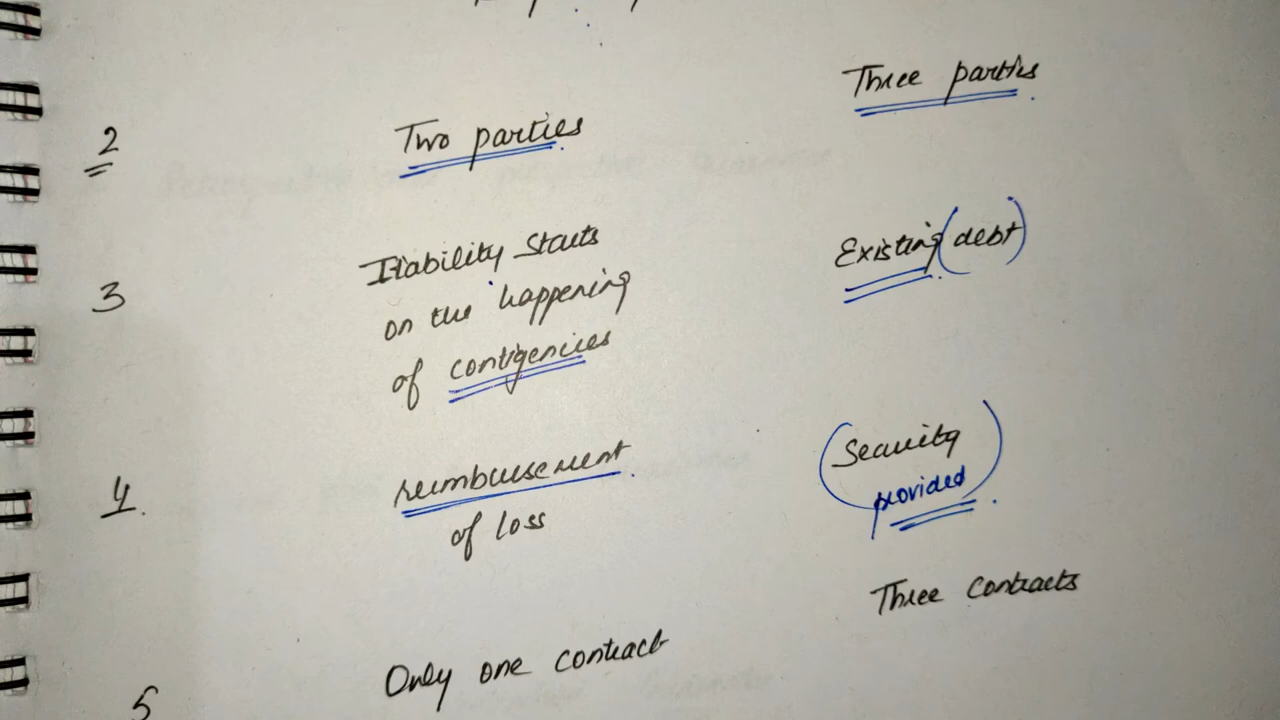 Three parties
2 Two parties
3 liability starts
on the happening
of contigencies
Existing (debt)
4. reimbursement
of loss
(Security
provided)
Three contracts
5 Only one contract